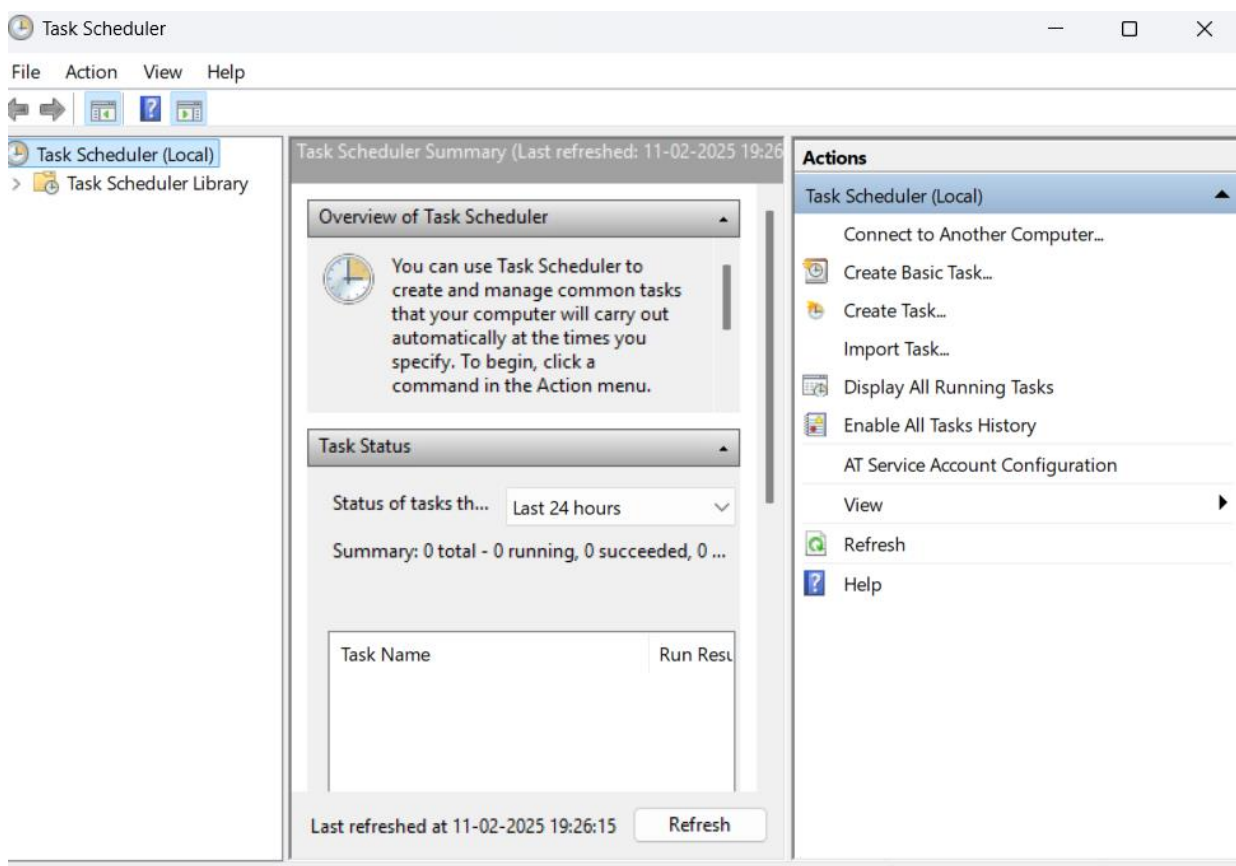 Task Scheduler
File Action View Help
Task Scheduler (Local)
Task Scheduler Library
Task Scheduler Summary (Last refreshed: 11-02-2025 19:26
Overview of Task Scheduler
You can use Task Scheduler to
create and manage common tasks
that your computer will carry out
automatically at the times you
specify. To begin, click a
command in the Action menu.
Task Status
Status of tasks th... Last 24 hours
Summary: 0 total - 0 running, 0 succeeded, 0 ...
Task Name Run Resu
Last refreshed at 11-02-2025 19:26:15 Refresh
Actions
Task Scheduler (Local)
Connect to Another Computer...
Create Basic Task...
Create Task...
Import Task...
Display All Running Tasks
Enable All Tasks History
AT Service Account Configuration
View
Refresh
Help